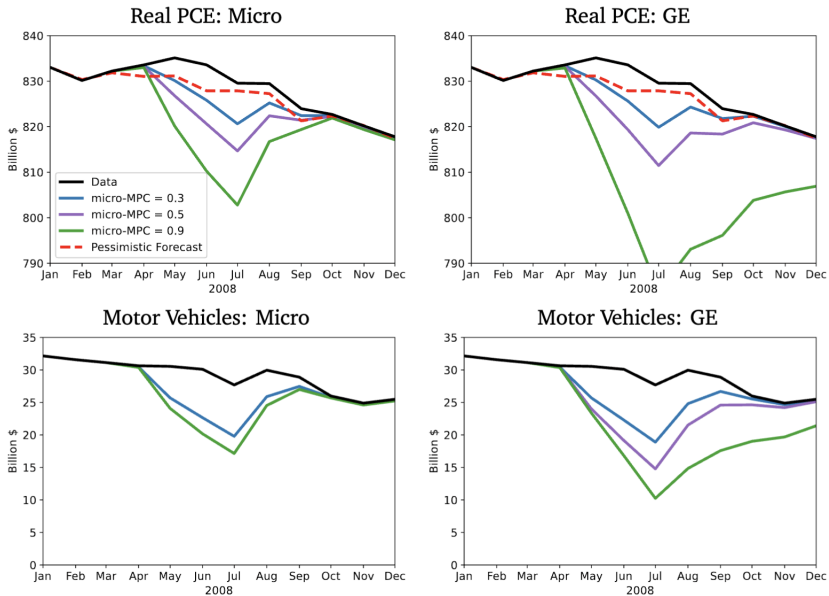 Real PCE: Micro
840
830
820
810
800
790
Billion $
Data
micro-MPC = 0.3
micro-MPC = 0.5
micro-MPC = 0.9
Pessimistic Forecast
Jan Feb Mar Apr May Jun Jul Aug Sep Oct Nov Dec
2008
Real PCE: GE
840
830
820
810
800
790
Billion $
Jan Feb Mar Apr May Jun Jul Aug Sep Oct Nov Dec
2008
Motor Vehicles: Micro
35
30
25
20
15
10
5
0
Billion $
Jan Feb Mar Apr May Jun Jul Aug Sep Oct Nov Dec
2008
Motor Vehicles: GE
35
30
25
20
15
10
5
0
Billion $
Jan Feb Mar Apr May Jun Jul Aug Sep Oct Nov Dec
2008